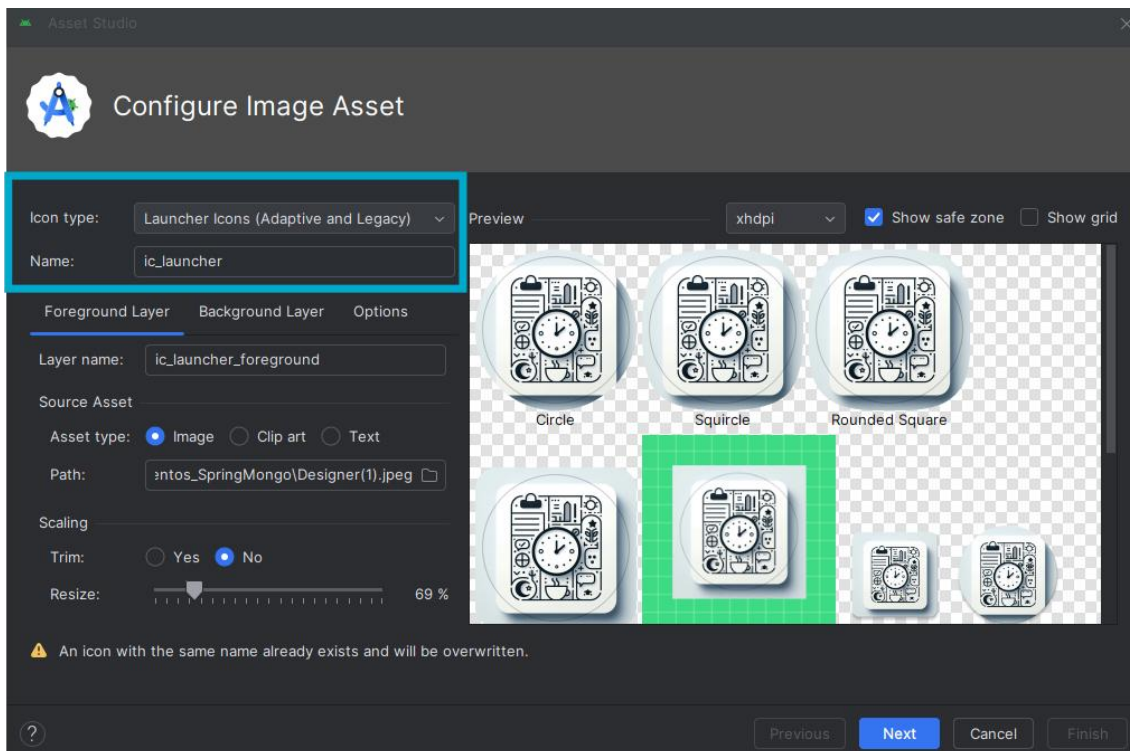 Asset Studio
Configure Image Asset
Icon type: Launcher Icons (Adaptive and Legacy)
Name: ic_launcher
Preview xhdpi Show safe zone Show grid
Foreground Layer Background Layer Options
Layer name: ic_launcher_foreground
Source Asset
Asset type: Image Clip art Text
Path: entos_SpringMongo\Designer(1).jpeg
Scaling
Trim: Yes No
Resize: 69 %
Circle Squircle Rounded Square
An icon with the same name already exists and will be overwritten.
? Previous Next Cancel Finish